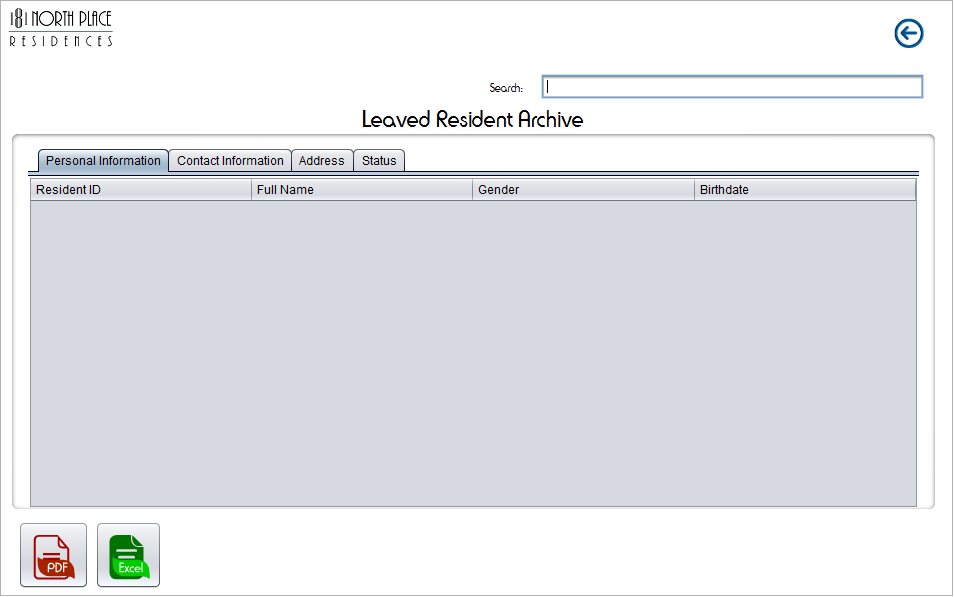 181 NORTH PLACE
RESIDENCES
Search:
Leaved Resident Archive
Personal Information Contact Information Address Status
Resident ID Full Name Gender Birthdate
PDF Excel